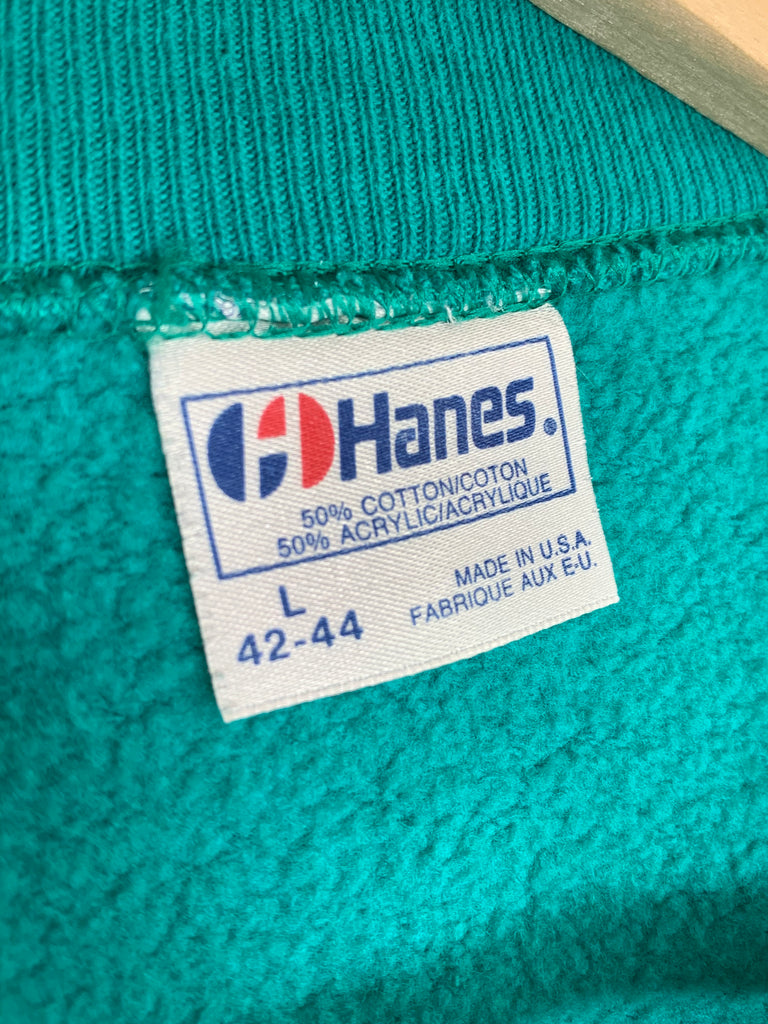 Hanes®
50% COTTON/COTON
50% ACRYLIC/ACRYLIQUE
L
42-44
MADE IN U.S.A.
FABRIQUE AUX E-U.